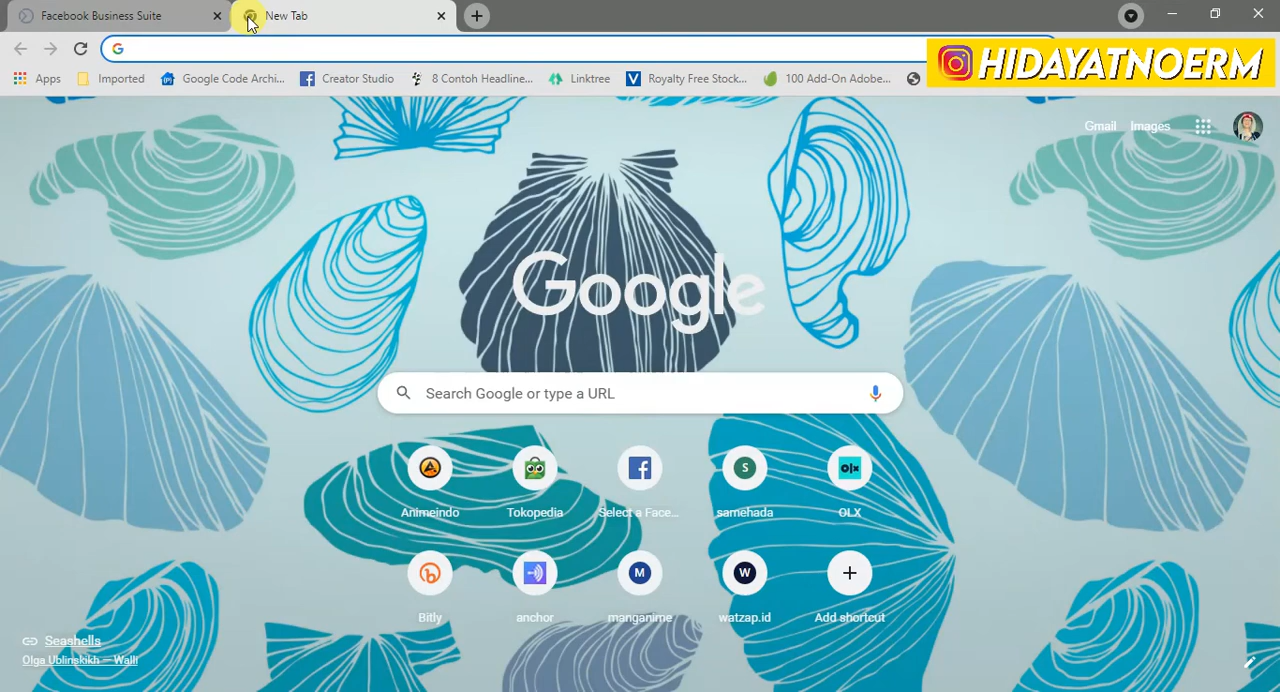 Facebook Business Suite
New Tab
Apps
Imported
Google Code Archi...
Creator Studio
8 Contoh Headline...
Linktree
Royalty Free Stock...
100 Add-On Adobe...
HIDAYATNOERM
Gmail
Images
Google
Search Google or type a URL
Animeindo
Tokopedia
Select a Face...
S
samehada
olx
OLX
Bitly
anchor
M
manganime
W
watzap.id
Add shortcut
Seashells
Olga Ublinskikh — Walli